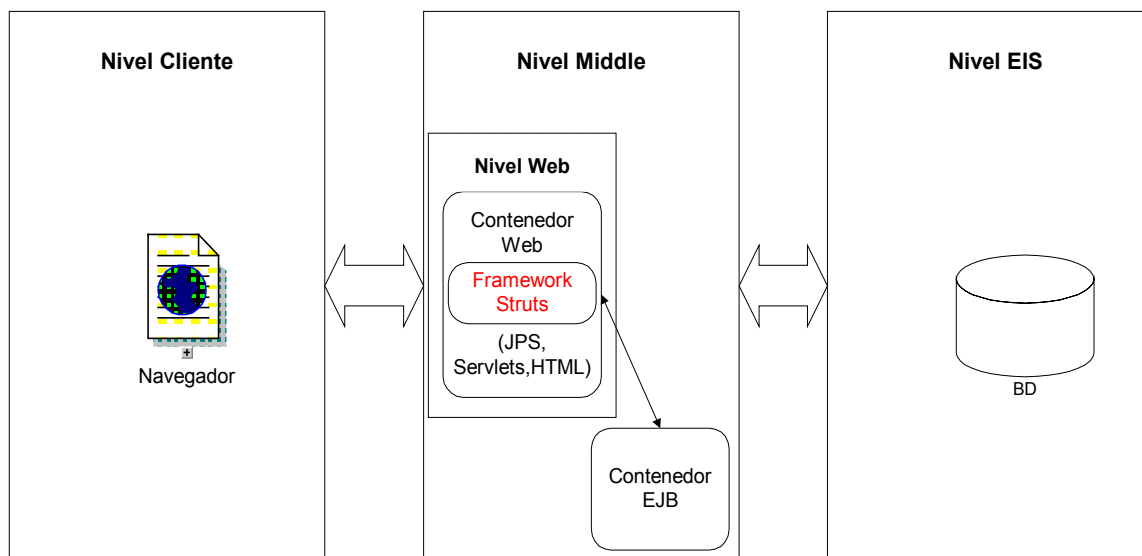 Nivel Cliente
Navegador
Nivel Middle
Nivel Web
Contenedor
Web
Framework
Struts
(JPS,
Servlets,HTML)
Contenedor
EJB
Nivel EIS
BD